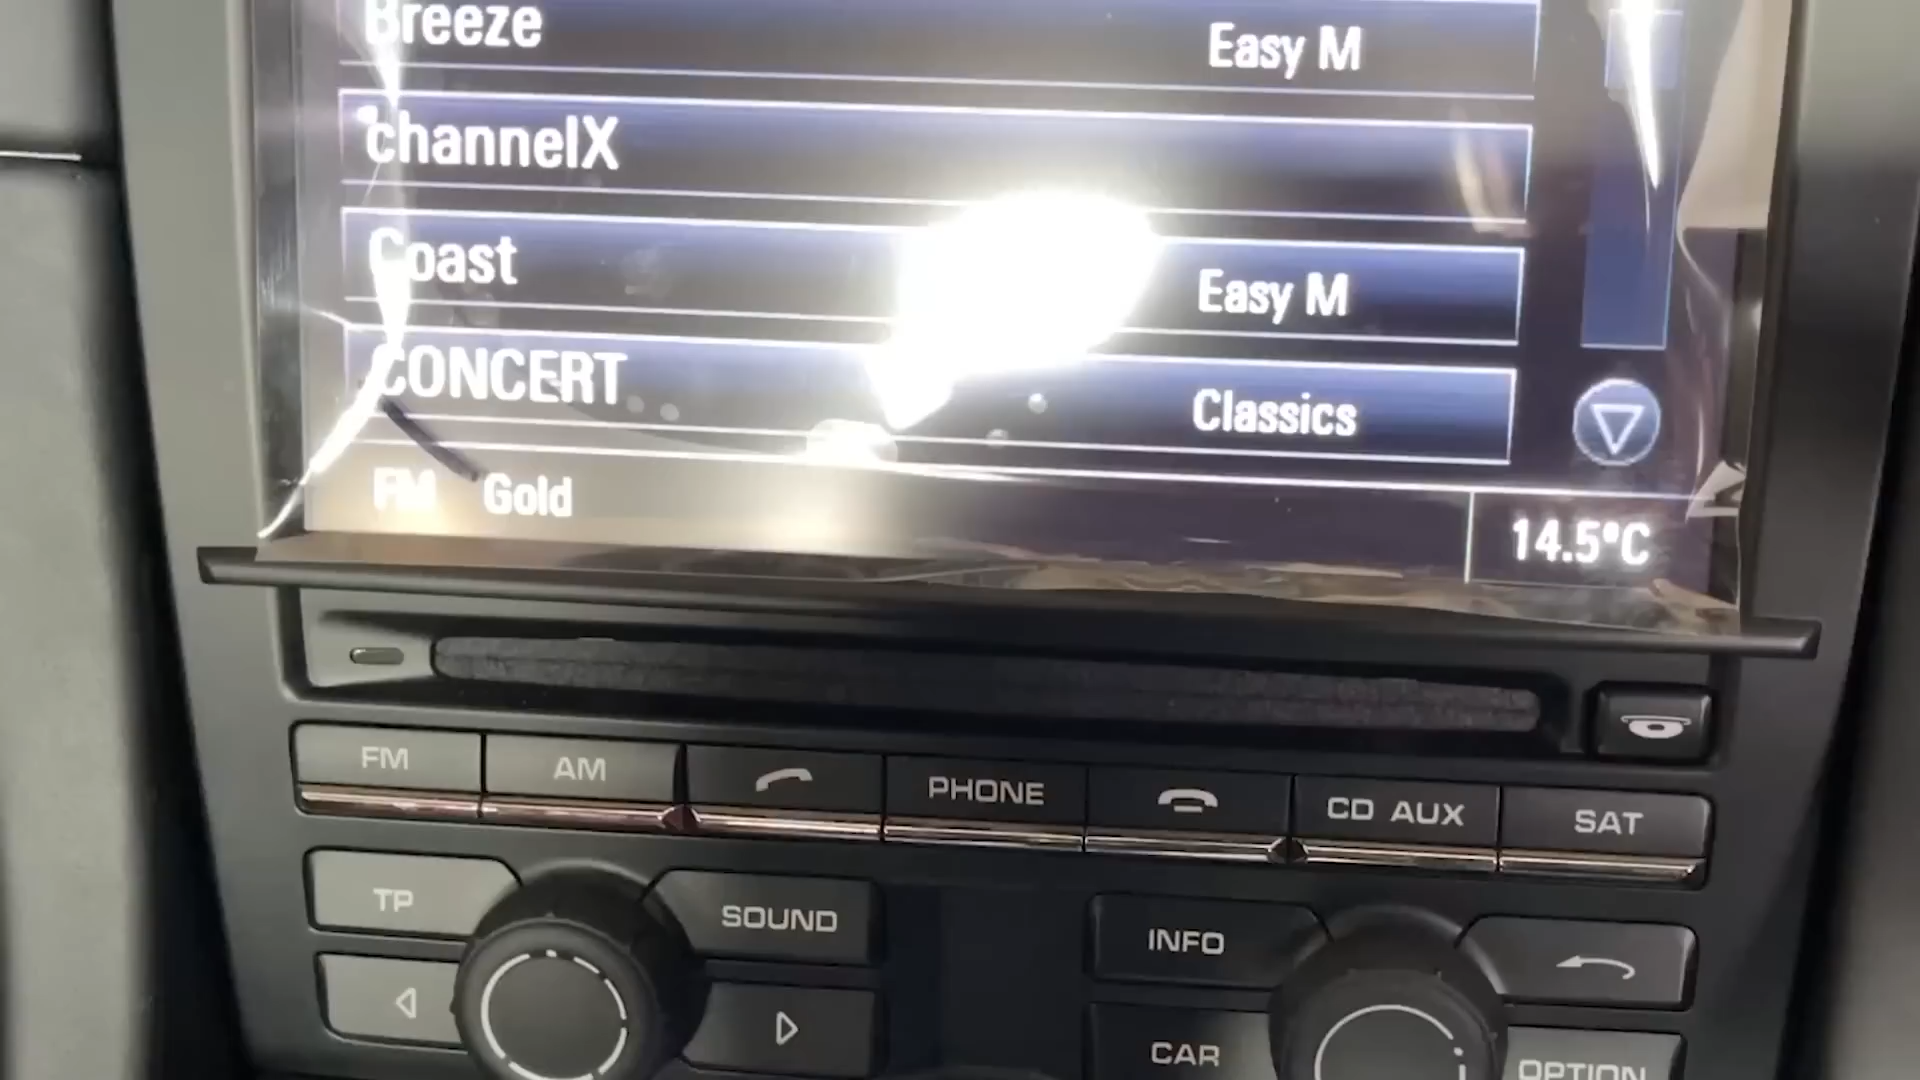 Breeze Easy M
channelX
Coast Easy M
CONCERT Classics
FM Gold 14.5°C
FM AM PHONE CD AUX SAT
TP SOUND INFO
CAR OPTION